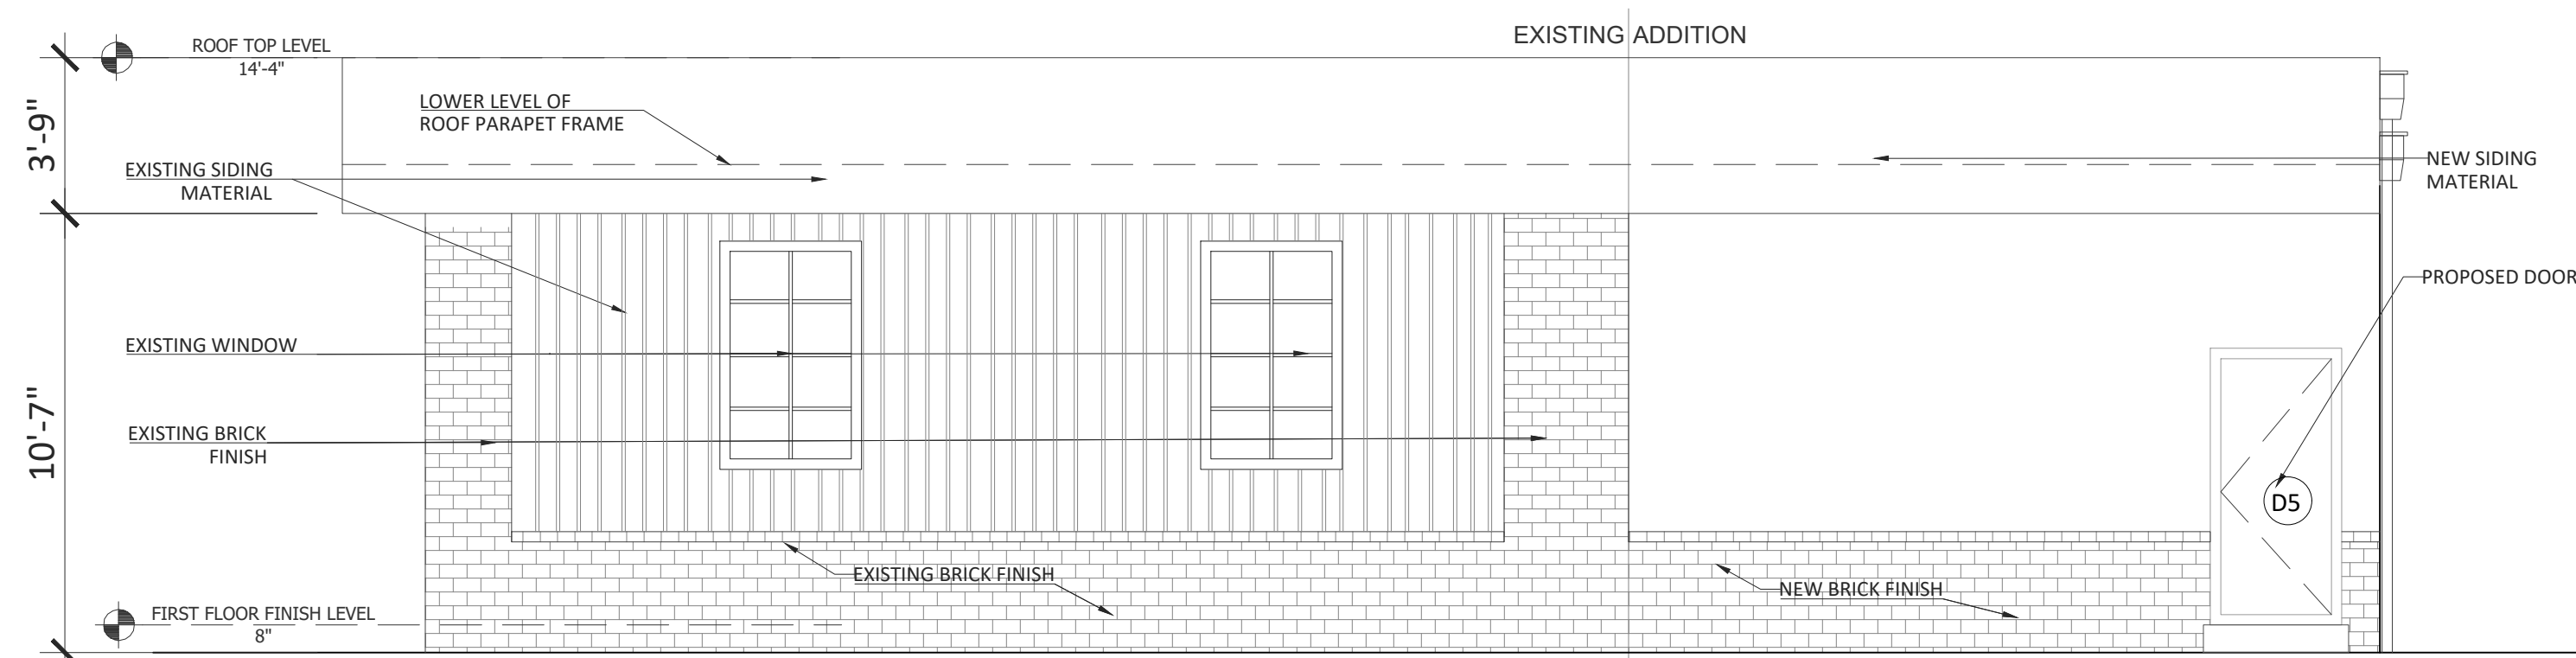 EXISTING ADDITION
ROOF TOP LEVEL
14'-4"
3'-9"
LOWER LEVEL OF
ROOF PARAPET FRAME
EXISTING SIDING
MATERIAL
NEW SIDING
MATERIAL
PROPOSED DOOR
EXISTING WINDOW
10'-7"
EXISTING BRICK
FINISH
D5
EXISTING BRICK FINISH
NEW BRICK FINISH
FIRST FLOOR FINISH LEVEL
8"